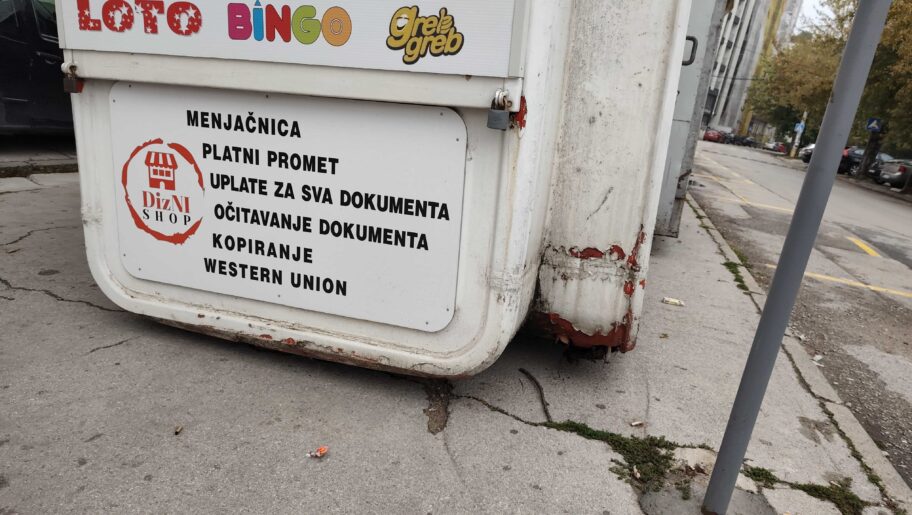 LOTO BINGO greb greb
MENJAČNICA
PLATNI PROMET
UPLATE ZA SVA DOKUMENTA
OČITAVANJE DOKUMENTA
KOPIRANJE
WESTERN UNION
DizNI
SHOP